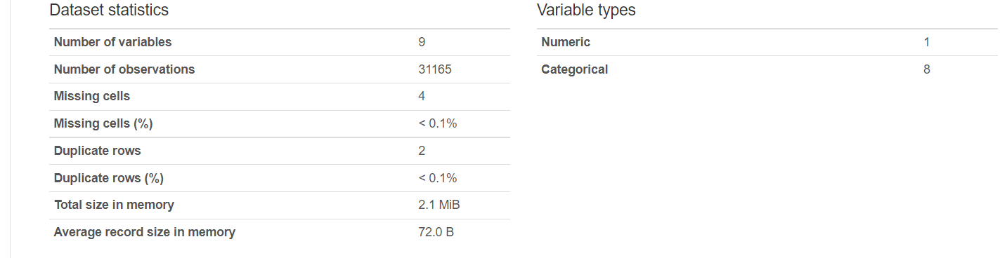 Dataset statistics
Number of variables 9
Number of observations 31165
Missing cells 4
Missing cells (%) < 0.1%
Duplicate rows 2
Duplicate rows (%) < 0.1%
Total size in memory 2.1 MiB
Average record size in memory 72.0 B
Variable types
Numeric 1
Categorical 8